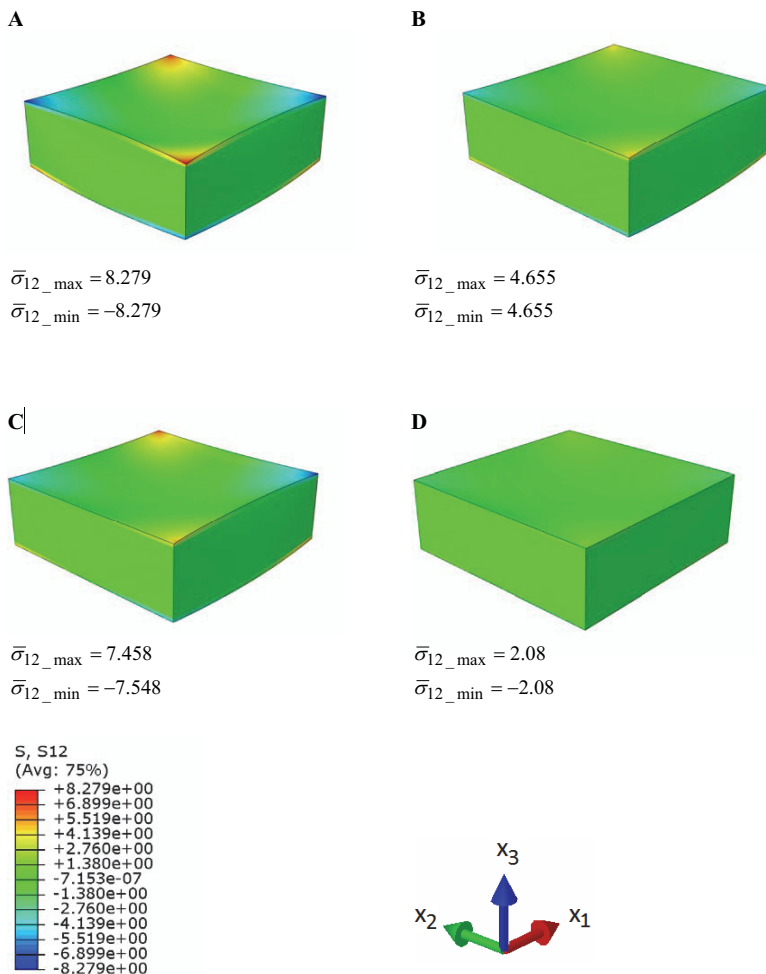 A
B
σ̅12_max = 8.279
σ̅12_min = −8.279
σ̅12_max = 4.655
σ̅12_min = 4.655
C
D
σ̅12_max = 7.458
σ̅12_min = −7.548
σ̅12_max = 2.08
σ̅12_min = −2.08
S, S12
(Avg: 75%)
+8.279e+00
+6.899e+00
+5.519e+00
+4.139e+00
+2.760e+00
+1.380e+00
-7.153e-07
-1.380e+00
-2.760e+00
-4.139e+00
-5.519e+00
-6.899e+00
-8.279e+00
x3
x2
x1